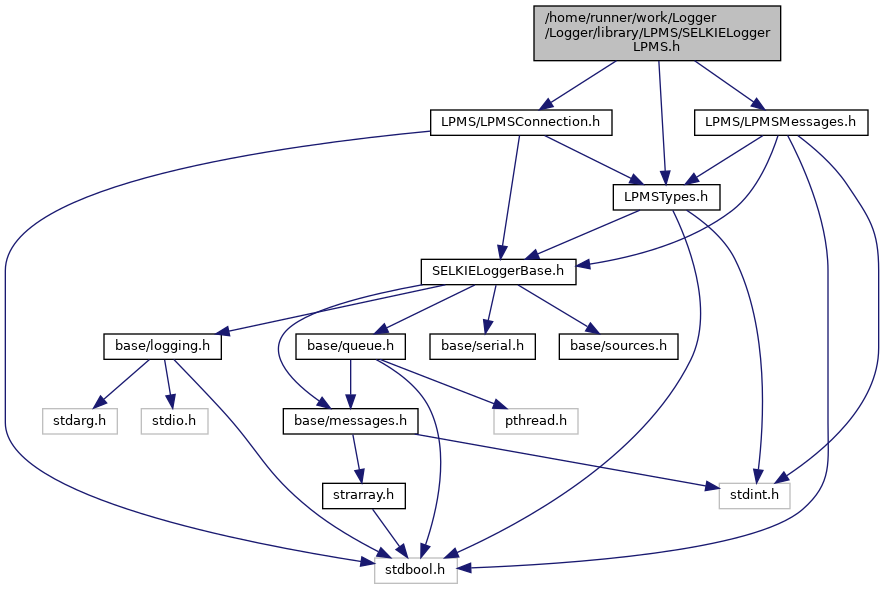 /home/runner/work/Logger
/Logger/library/LPMS/SELKIELogger
LPMS.h
LPMS/LPMSConnection.h
LPMS/LPMSMessages.h
LPMSTypes.h
SELKIELoggerBase.h
base/logging.h
base/queue.h
base/serial.h
base/sources.h
stdarg.h
stdio.h
base/messages.h
pthread.h
strarray.h
stdint.h
stdbool.h